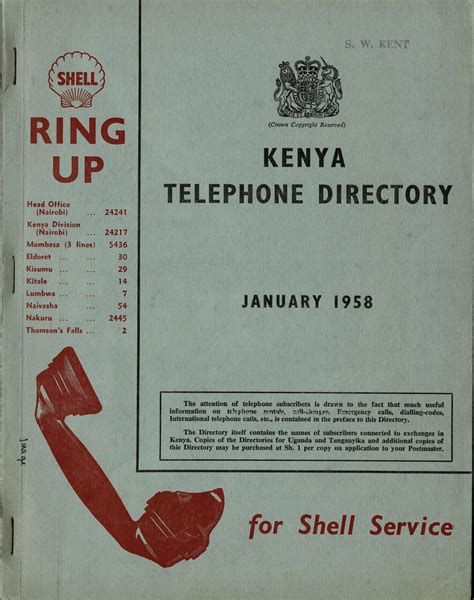 S. W. KENT
SHELL
RING
UP
Head Office
(Nairobi) ... 24241
Kenya Division
(Nairobi) ... 24217
Mombasa (3 lines) 5436
Eldoret ... ... 30
Kisumu ... ... 29
Kitale ... ... 14
Lumbwa ... ... 7
Naivasha ... 54
Nakuru ... ... 2445
Thomson's Falls ... 2
(Crown Copyright Reserved)
KENYA
TELEPHONE DIRECTORY
JANUARY 1958
The attention of telephone subscribers is drawn to the fact that much useful
information on telephone rentals, call-charges, Emergency calls, dialling-codes,
International telephone calls, etc., is contained in the preface to this Directory.
The Directory itself contains the names of subscribers connected to exchanges in
Kenya. Copies of the Directories for Uganda and Tanganyika and additional copies of
this Directory may be purchased at Sh. 1 per copy on application to your Postmaster.
for Shell Service